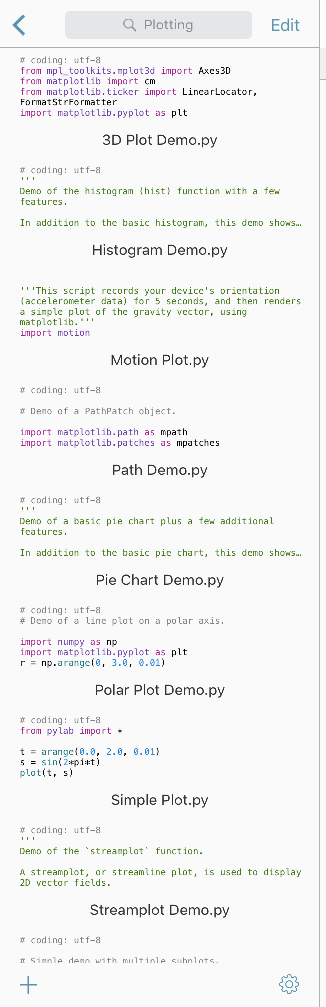 Plotting
Edit
# coding: utf-8
from mpl_toolkits.mplot3d import Axes3D
from matplotlib import cm
from matplotlib.ticker import LinearLocator,
FormatStrFormatter
import matplotlib.pyplot as plt
3D Plot Demo.py
# coding: utf-8
'''
Demo of the histogram (hist) function with a few
features.
In addition to the basic histogram, this demo shows…
Histogram Demo.py
'''This script records your device's orientation
(accelerometer data) for 5 seconds, and then renders
a simple plot of the gravity vector, using
matplotlib.'''
import motion
Motion Plot.py
# coding: utf-8
# Demo of a PathPatch object.
import matplotlib.path as mpath
import matplotlib.patches as mpatches
Path Demo.py
# coding: utf-8
'''
Demo of a basic pie chart plus a few additional
features.
In addition to the basic pie chart, this demo shows…
Pie Chart Demo.py
# coding: utf-8
# Demo of a line plot on a polar axis.
import numpy as np
import matplotlib.pyplot as plt
r = np.arange(0, 3.0, 0.01)
Polar Plot Demo.py
# coding: utf-8
from pylab import *
t = arange(0.0, 2.0, 0.01)
s = sin(2*pi*t)
plot(t, s)
Simple Plot.py
# coding: utf-8
'''
Demo of the `streamplot` function.
A streamplot, or streamline plot, is used to display
2D vector fields.
Streamplot Demo.py
# coding: utf-8
# Simple demo with multiple subplots.